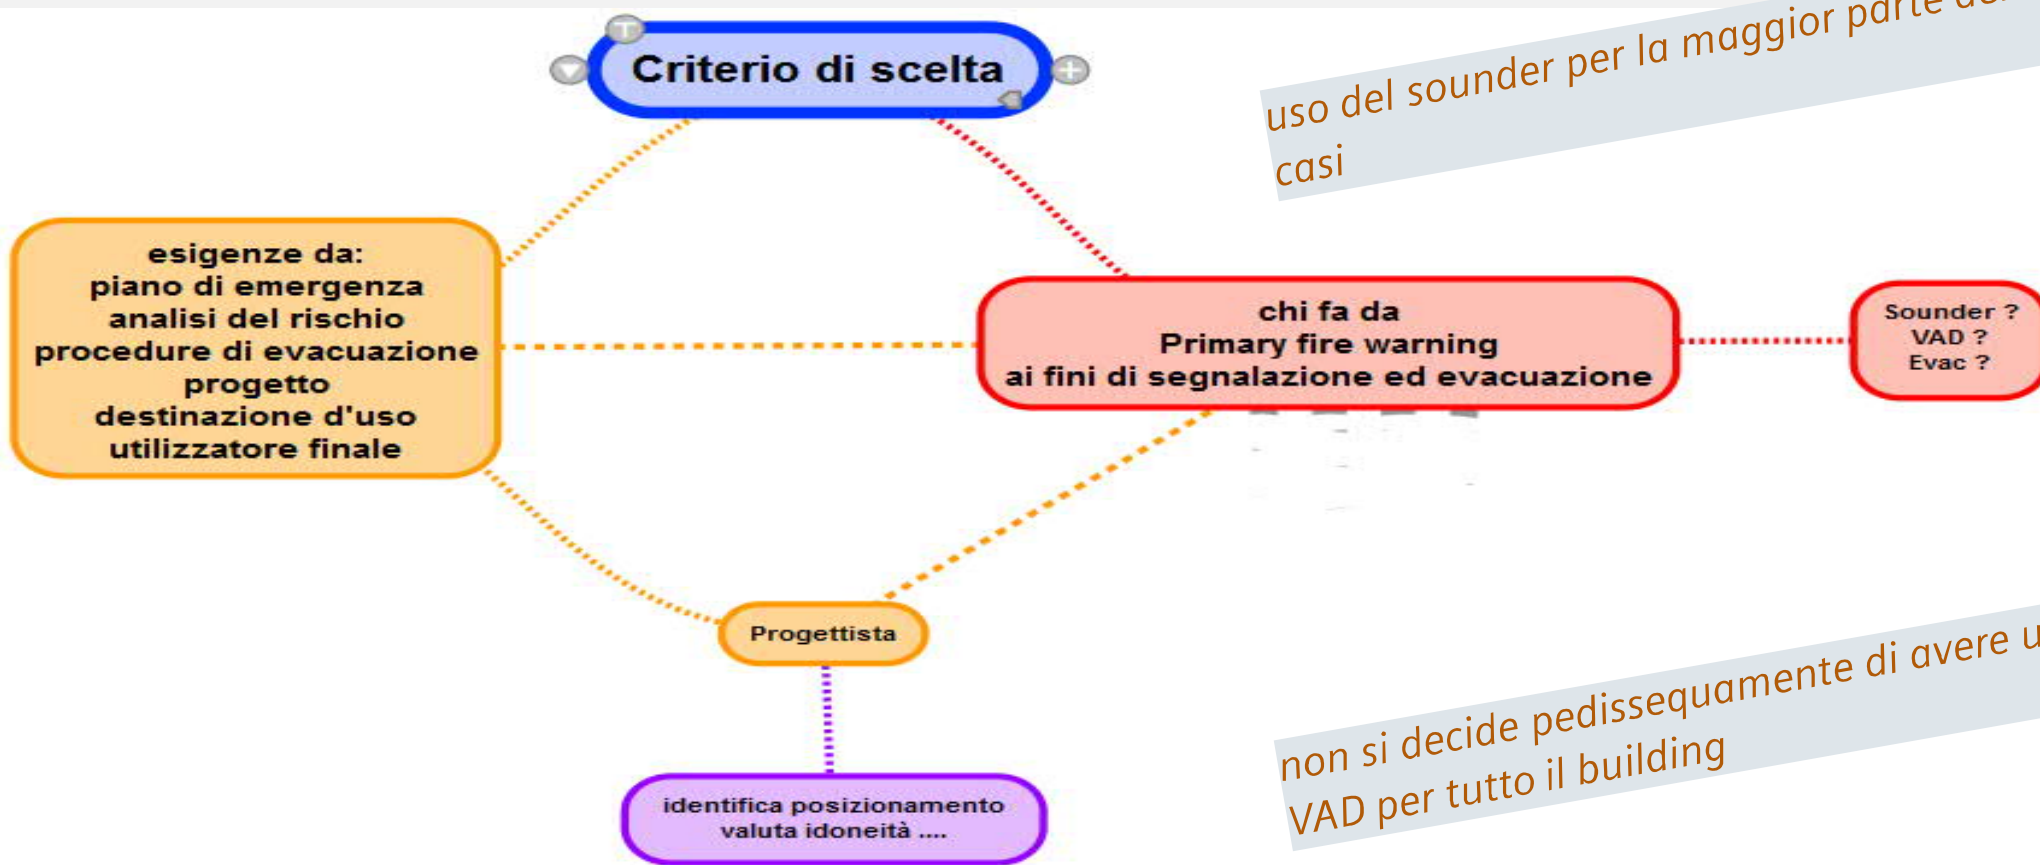 Criterio di scelta
uso del sounder per la maggior parte
casi
esigenze da:
piano di emergenza
analisi del rischio
procedure di evacuazione
progetto
destinazione d'uso
utilizzatore finale
chi fa da
Primary fire warning
ai fini di segnalazione ed evacuazione
Sounder ?
VAD ?
Evac ?
Progettista
identifica posizionamento
valuta idoneità ....
non si decide pedissequamente di avere
VAD per tutto il building